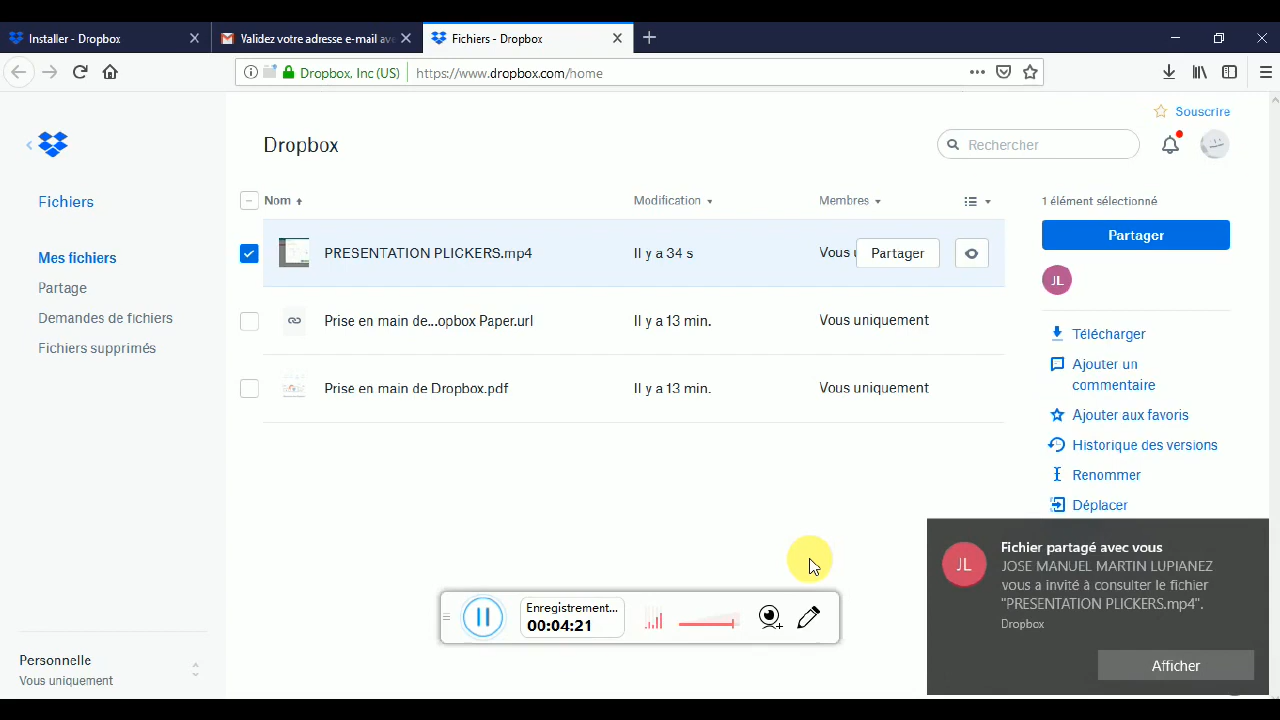 Installer - Dropbox
Validez votre adresse e-mail ave
Fichiers - Dropbox
Dropbox, Inc (US)
https://www.dropbox.com/home
Souscrire
Dropbox
Rechercher
Fichiers
Mes fichiers
Partage
Demandes de fichiers
Fichiers supprimés
Nom
Modification
Membres
PRESENTATION PLICKERS.mp4
Il y a 34 s
Vous u
Partager
Prise en main de...opbox Paper.url
Il y a 13 min.
Vous uniquement
Prise en main de Dropbox.pdf
Il y a 13 min.
Vous uniquement
1 élément sélectionné
Partager
JL
Télécharger
Ajouter un
commentaire
Ajouter aux favoris
Historique des versions
Renommer
Déplacer
JL
Fichier partagé avec vous
JOSE MANUEL MARTIN LUPIANEZ
vous a invité à consulter le fichier
"PRESENTATION PLICKERS.mp4".
Dropbox
Afficher
Enregistrement...
00:04:21
Personnelle
Vous uniquement